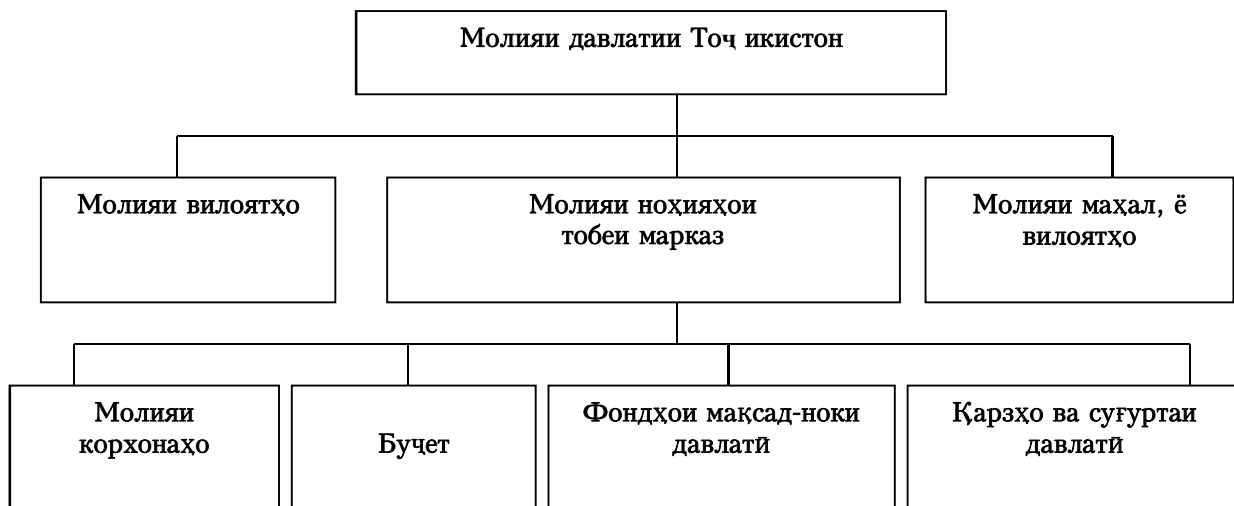 Молияи давлатии Тоҷ икистон
Молияи вилоятҳо
Молияи ноҳияҳои
тобеи марказ
Молияи маҳал, ё
вилоятҳо
Молияи
корхонаҳо
Буҷет
Фондҳои мақсад-ноки
давлатӣ
Қарзҳо ва суғуртаи
давлатӣ